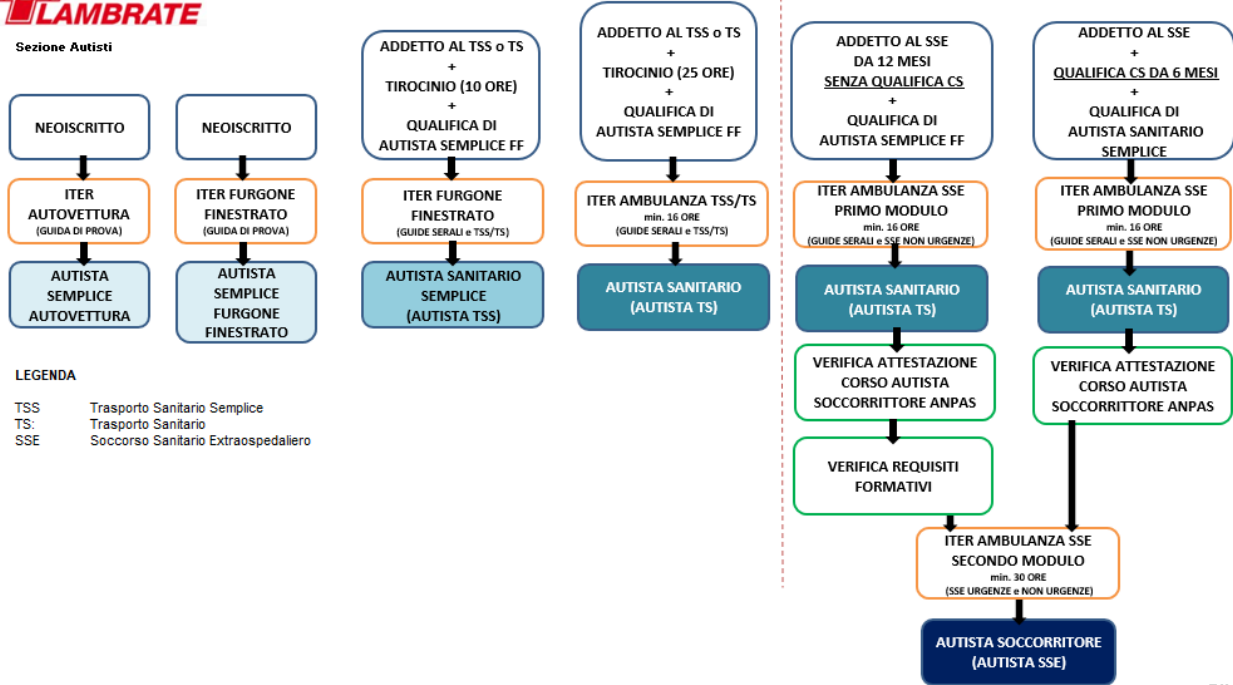 LAMBRATE
Sezione Autisti
NEOISCRITTO
ITER
AUTOVETTURA
(GUIDA DI PROVA)
AUTISTA
SEMPLICE
AUTOVETTURA
NEOISCRITTO
ITER FURGONE
FINESTRATO
(GUIDA DI PROVA)
AUTISTA
SEMPLICE
FURGONE
FINESTRATO
ADDETTO AL TSS o TS
+
TIROCINIO (10 ORE)
+
QUALIFICA DI
AUTISTA SEMPLICE FF
ITER FURGONE
FINESTRATO
(GUIDE SERALI e TSS/TS)
AUTISTA SANITARIO
SEMPLICE
(AUTISTA TSS)
ADDETTO AL TSS o TS
+
TIROCINIO (25 ORE)
+
QUALIFICA DI
AUTISTA SEMPLICE FF
ITER AMBULANZA TSS/TS
min. 16 ORE
(GUIDE SERALI e TSS/TS)
AUTISTA SANITARIO
(AUTISTA TS)
ADDETTO AL SSE
DA 12 MESI
SENZA QUALIFICA CS
+
QUALIFICA DI
AUTISTA SEMPLICE FF
ITER AMBULANZA SSE
PRIMO MODULO
min. 16 ORE
(GUIDE SERALI e SSE NON URGENZE)
AUTISTA SANITARIO
(AUTISTA TS)
VERIFICA ATTESTAZIONE
CORSO AUTISTA
SOCCORRITTORE ANPAS
VERIFICA REQUISITI
FORMATIVI
ADDETTO AL SSE
+
QUALIFICA CS DA 6 MESI
+
QUALIFICA DI
AUTISTA SANITARIO
SEMPLICE
ITER AMBULANZA SSE
PRIMO MODULO
min. 16 ORE
(GUIDE SERALI e SSE NON URGENZE)
AUTISTA SANITARIO
(AUTISTA TS)
VERIFICA ATTESTAZIONE
CORSO AUTISTA
SOCCORRITTORE ANPAS
ITER AMBULANZA SSE
SECONDO MODULO
min. 30 ORE
(SSE URGENZE e NON URGENZE)
AUTISTA SOCCORRITORE
(AUTISTA SSE)
LEGENDA
TSS Trasporto Sanitario Semplice
TS: Trasporto Sanitario
SSE Soccorso Sanitario Extraospedaliero